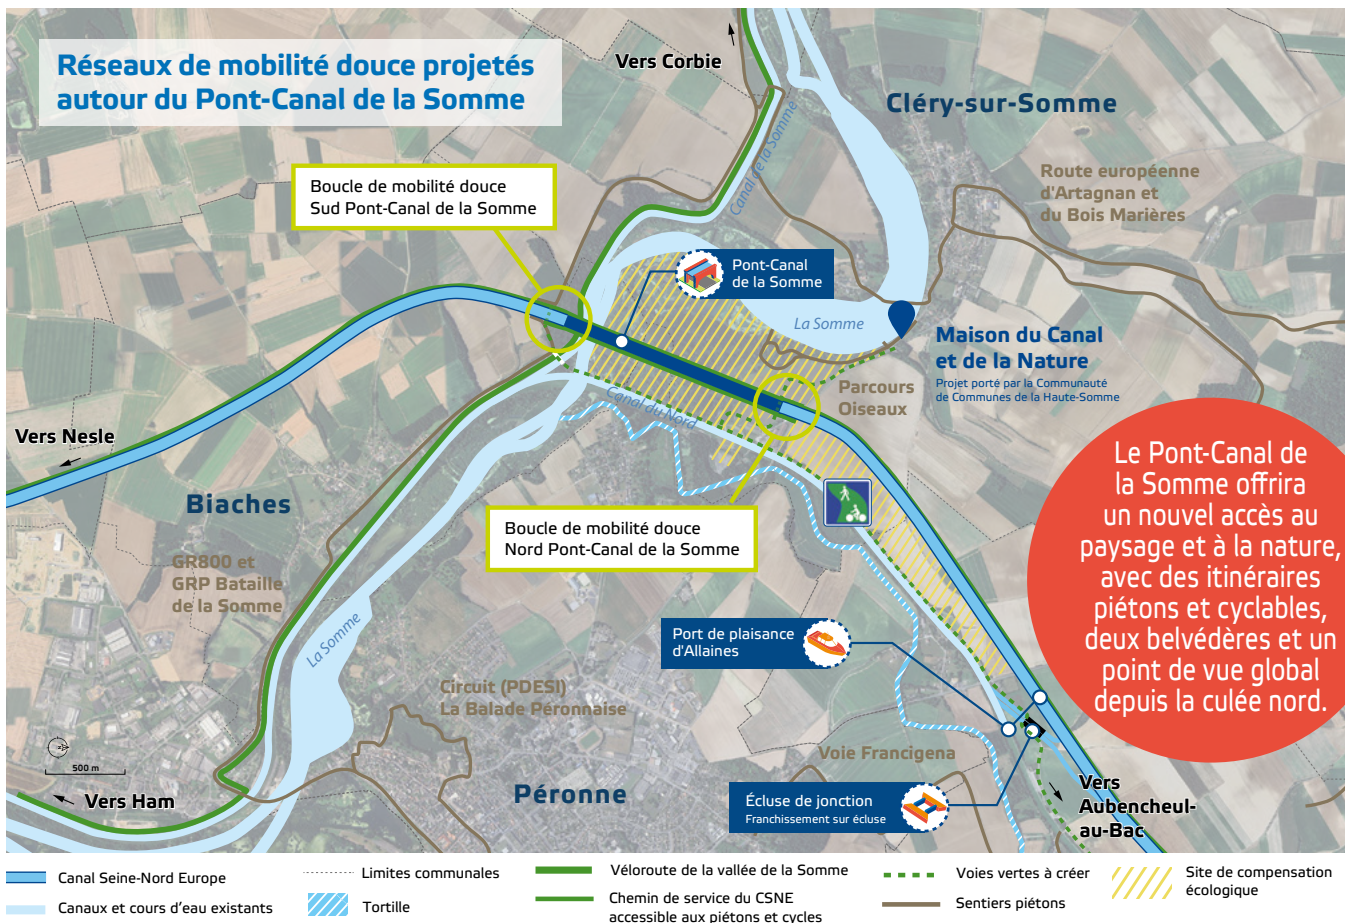 Réseaux de mobilité douce projetés
autour du Pont-Canal de la Somme
Vers Corbie
Cléry-sur-Somme
Canal de la Somme
Boucle de mobilité douce
Sud Pont-Canal de la Somme
Route européenne
d'Artagnan et
du Bois Marières
Pont-Canal
de la Somme
La Somme
Maison du Canal
et de la Nature
Projet porté par la Communauté
de Communes de la Haute-Somme
Parcours
Oiseaux
Canal du Nord
Vers Nesle
Biaches
Boucle de mobilité douce
Nord Pont-Canal de la Somme
Le Pont-Canal de
la Somme offrira
un nouvel accès au
paysage et à la nature,
avec des itinéraires
piétons et cyclables,
deux belvédères et un
point de vue global
depuis la culée nord.
GR800 et
GRP Bataille
de la Somme
La Somme
Port de plaisance
d'Allaines
Circuit (PDESI)
La Balade Péronnaise
Voie Francigena
500 m
Vers Ham
Péronne
Écluse de jonction
Franchissement sur écluse
Vers
Aubencheul-
au-Bac
Canal Seine-Nord Europe
Canaux et cours d'eau existants
Limites communales
Tortille
Véloroute de la vallée de la Somme
Chemin de service du CSNE
accessible aux piétons et cycles
Voies vertes à créer
Sentiers piétons
Site de compensation
écologique